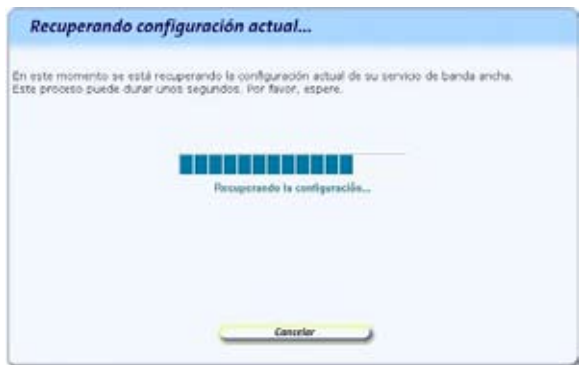 Recuperando configuración actual...
En este momento se está recuperando la configuración actual de su servicio de banda ancha.
Este proceso puede durar unos segundos. Por favor, espere.
Recuperando la configuración...
Cancelar